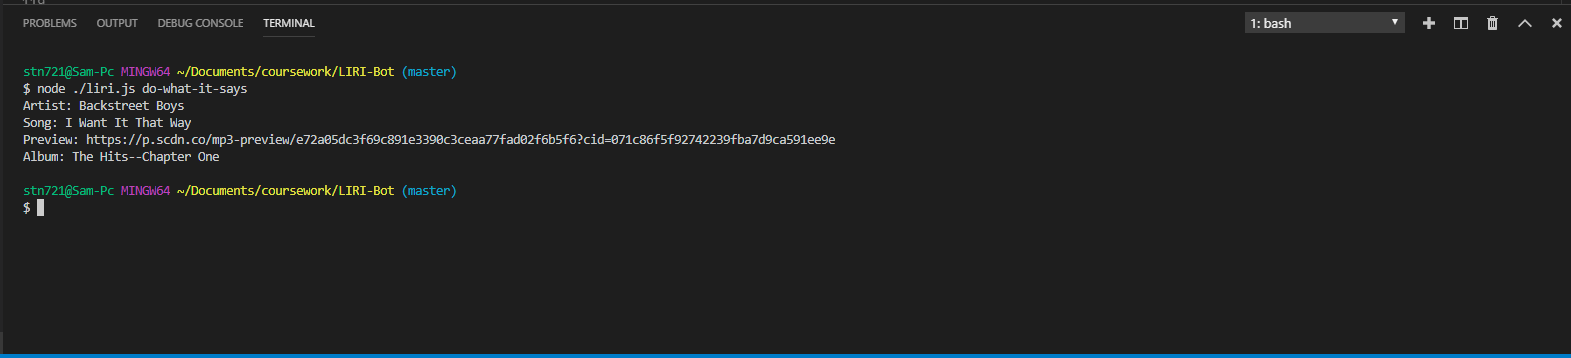 PROBLEMS OUTPUT DEBUG CONSOLE TERMINAL 1: bash
stn721@Sam-Pc MINGW64 ~/Documents/coursework/LIRI-Bot (master)
$ node ./liri.js do-what-it-says
Artist: Backstreet Boys
Song: I Want It That Way
Preview: https://p.scdn.co/mp3-preview/e72a05dc3f69c891e3390c3ceaa77fad02f6b5f6?cid=071c86f5f92742239fba7d9ca591ee9e
Album: The Hits--Chapter One
stn721@Sam-Pc MINGW64 ~/Documents/coursework/LIRI-Bot (master)
$